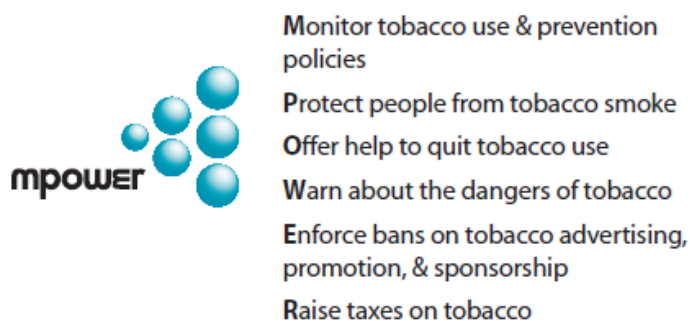 mpower
Monitor tobacco use & prevention
policies
Protect people from tobacco smoke
Offer help to quit tobacco use
Warn about the dangers of tobacco
Enforce bans on tobacco advertising,
promotion, & sponsorship
Raise taxes on tobacco